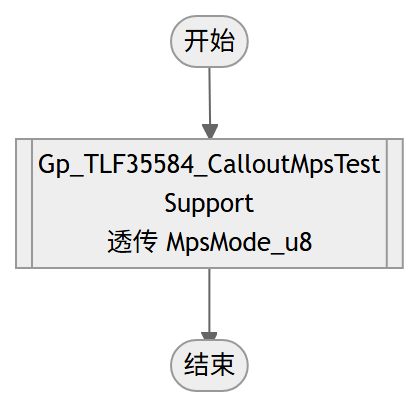 开始
Gp_TLF35584_CalloutMpsTest
Support
透传 MpsMode_u8
结束